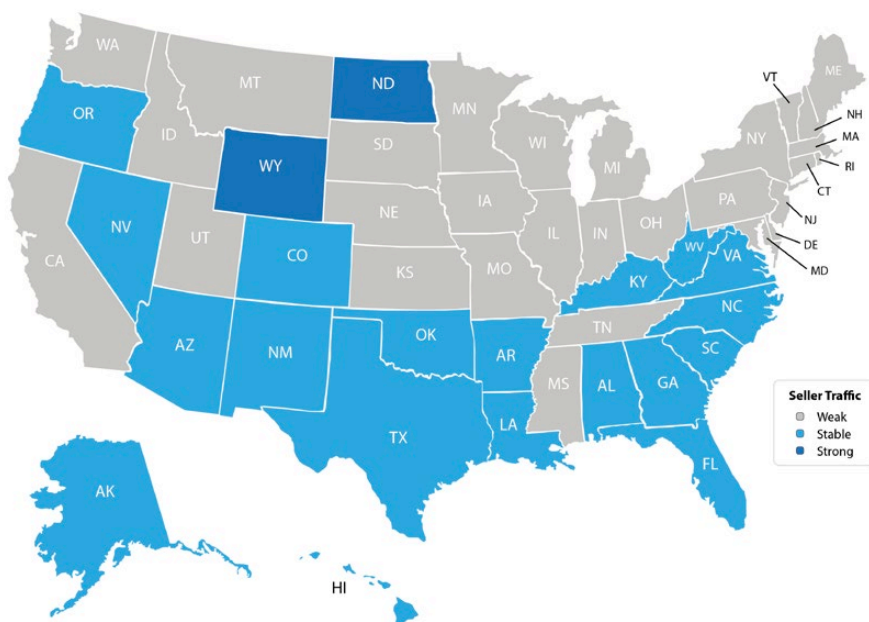 WA
MT
ND
MN
VT
ME
OR
ID
SD
WI
MI
NY
NH
MA
WY
RI
CT
NE
IA
PA
NV
UT
CO
IL
IN
OH
NJ
CA
KS
MO
WV
VA
DE
MD
KY
AZ
NM
OK
AR
TN
NC
SC
TX
LA
MS
AL
GA
FL
AK
HI
Seller Traffic
Weak
Stable
Strong